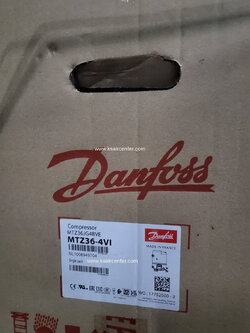 www.ksaircenter.com
Danfoss
Compressor
MTZ36JG4BVE
MTZ36-4VI
Danfoss
MADE IN FRANCE
www.ksaircenter.com